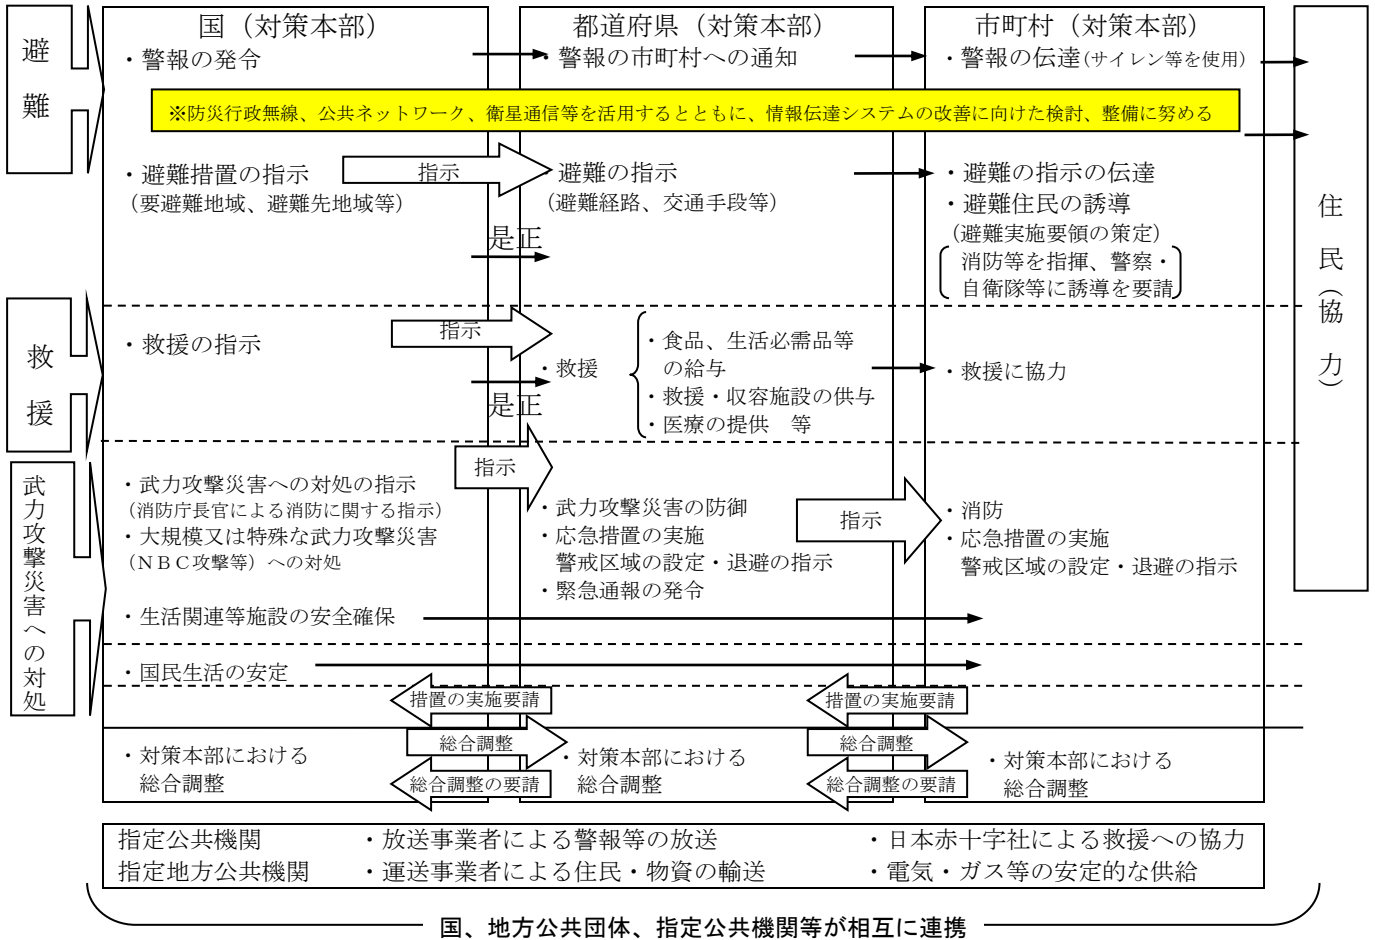 避難
国（対策本部）
・警報の発令
都道府県（対策本部）
・警報の市町村への通知
市町村（対策本部）
・警報の伝達（サイレン等を使用）
※防災行政無線、公共ネットワーク、衛星通信等を活用するとともに、情報伝達システムの改善に向けた検討、整備に努める
・避難措置の指示
（要避難地域、避難先地域等）
指示
・避難の指示
（避難経路、交通手段等）
是正
・避難の指示の伝達
・避難住民の誘導
（避難実施要領の策定）
消防等を指揮、警察・
自衛隊等に誘導を要請
住民（協力）
救援
・救援の指示
指示
是正
・救援
・食品、生活必需品等
の給与
・救援・収容施設の供与
・医療の提供　等
・救援に協力
武力攻撃災害への対処
・武力攻撃災害への対処の指示
（消防庁長官による消防に関する指示）
・大規模又は特殊な武力攻撃災害
（ＮＢＣ攻撃等）への対処
指示
・武力攻撃災害の防御
・応急措置の実施
警戒区域の設定・退避の指示
・緊急通報の発令
指示
・消防
・応急措置の実施
警戒区域の設定・退避の指示
・生活関連等施設の安全確保
・国民生活の安定
措置の実施要請
措置の実施要請
・対策本部における
総合調整
総合調整
総合調整の要請
・対策本部における
総合調整
総合調整
総合調整の要請
・対策本部における
総合調整
指定公共機関
指定地方公共機関
・放送事業者による警報等の放送
・運送事業者による住民・物資の輸送
・日本赤十字社による救援への協力
・電気・ガス等の安定的な供給
国、地方公共団体、指定公共機関等が相互に連携